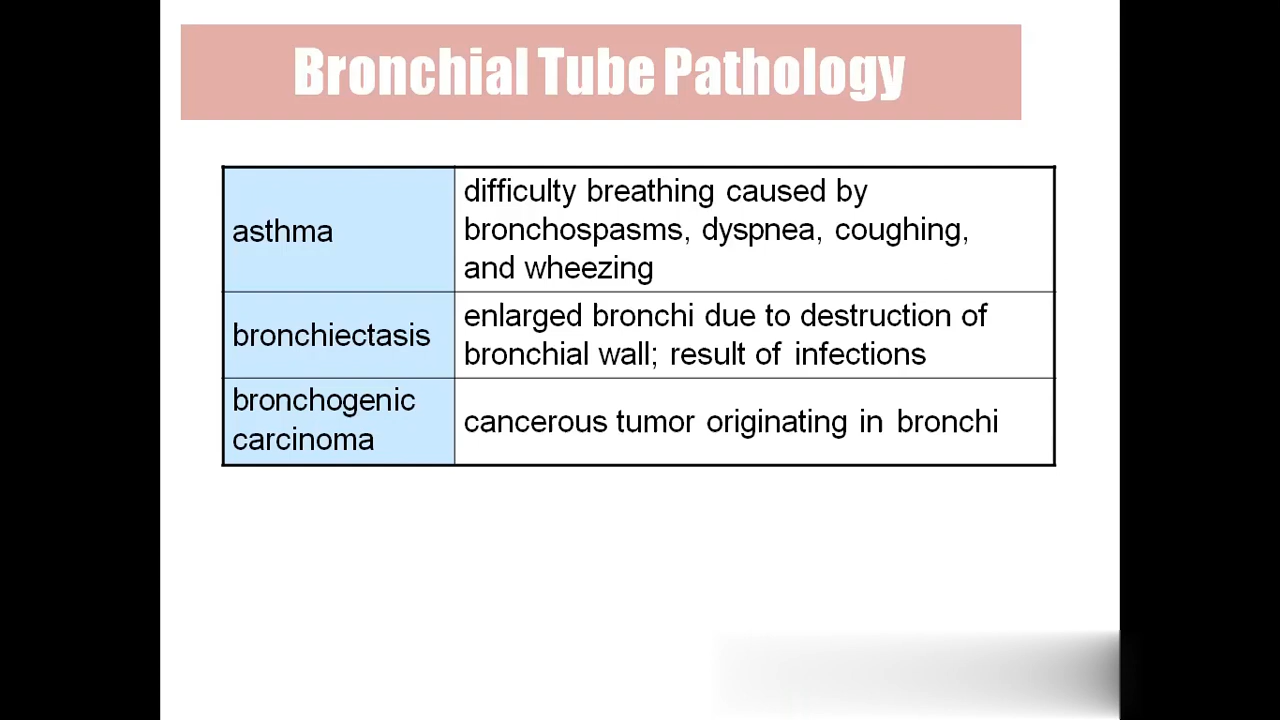 Bronchial Tube Pathology
asthma
difficulty breathing caused by
bronchospasms, dyspnea, coughing,
and wheezing
bronchiectasis
enlarged bronchi due to destruction of
bronchial wall; result of infections
bronchogenic
carcinoma
cancerous tumor originating in bronchi